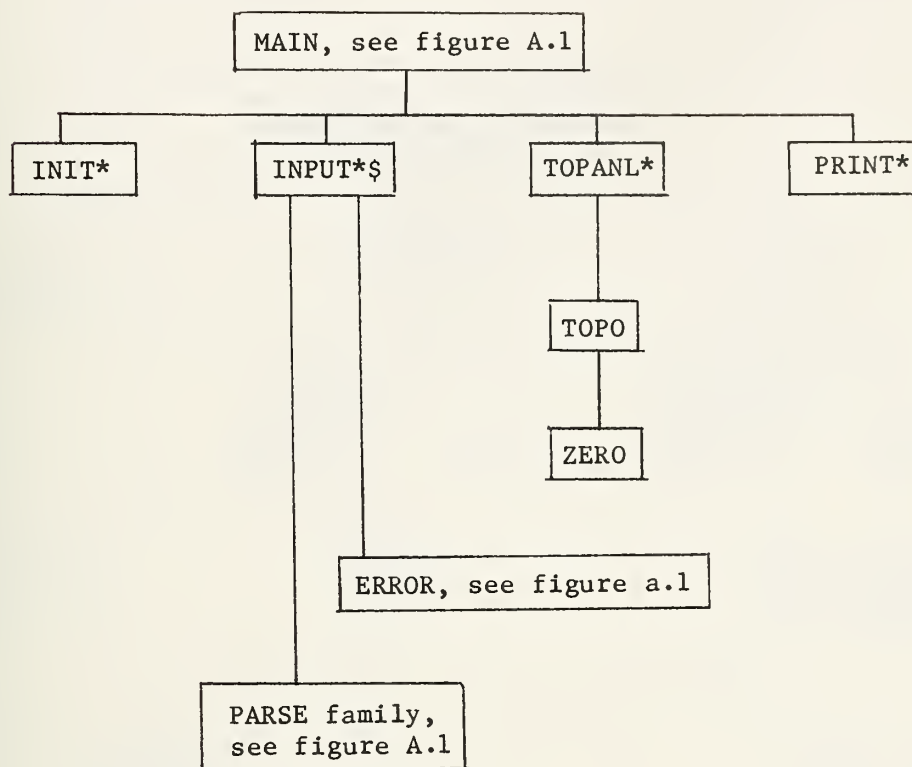 MAIN, see figure A.1
INIT*
INPUT*$
TOPANL*
PRINT*
TOPO
ZERO
ERROR, see figure a.1
PARSE family,
see figure A.1